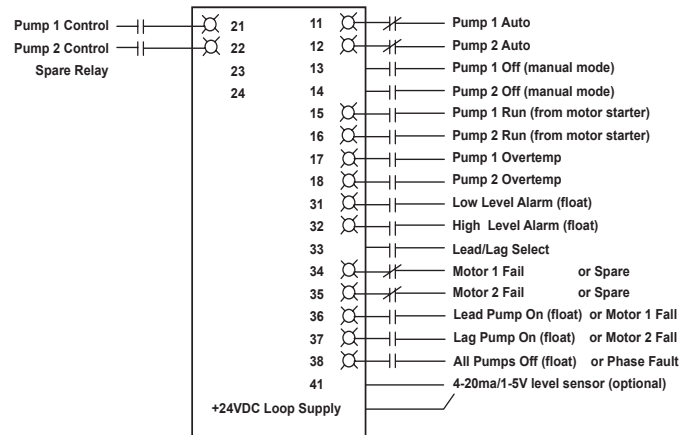 Pump 1 Control 21 11 Pump 1 Auto
Pump 2 Control 22 12 Pump 2 Auto
Spare Relay 23 13 Pump 1 Off (manual mode)
24 14 Pump 2 Off (manual mode)
15 Pump 1 Run (from motor starter)
16 Pump 2 Run (from motor starter)
17 Pump 1 Overtemp
18 Pump 2 Overtemp
31 Low Level Alarm (float)
32 High Level Alarm (float)
33 Lead/Lag Select
34 Motor 1 Fail or Spare
35 Motor 2 Fail or Spare
36 Lead Pump On (float) or Motor 1 Fall
37 Lag Pump On (float) or Motor 2 Fall
38 All Pumps Off (float) or Phase Fault
41 4-20ma/1-5V level sensor (optional)
+24VDC Loop Supply